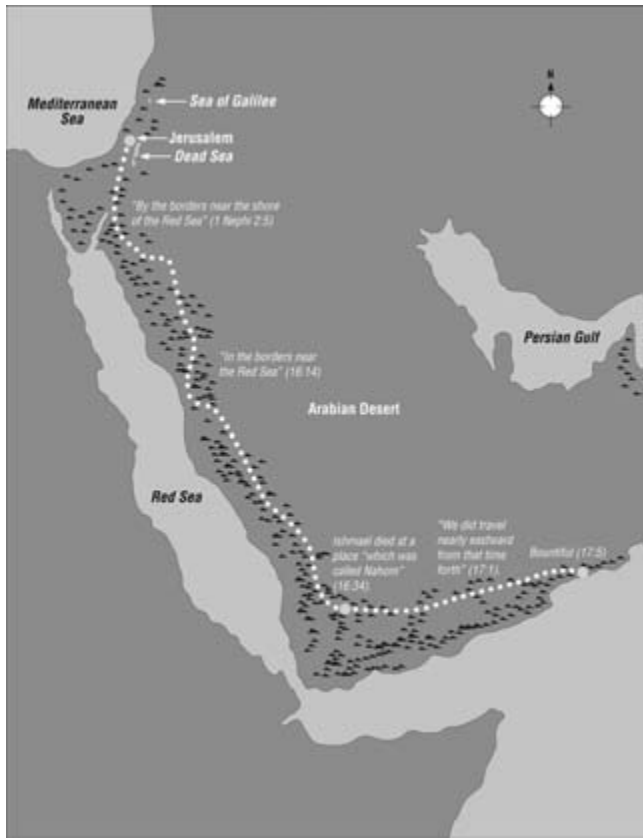 N
Mediterranean
Sea
Sea of Galilee
Jerusalem
Dead Sea
"By the borders near the shore
of the Red Sea" (1 Nephi 2:5)
Persian Gulf
"In the borders near
the Red Sea" (16:14)
Arabian Desert
Red Sea
Ishmael died at a
place "which was
called Nahom"
(16:34)
"We did travel
nearly eastward
from that time
forth" (17:1)
Bountiful (17:5)